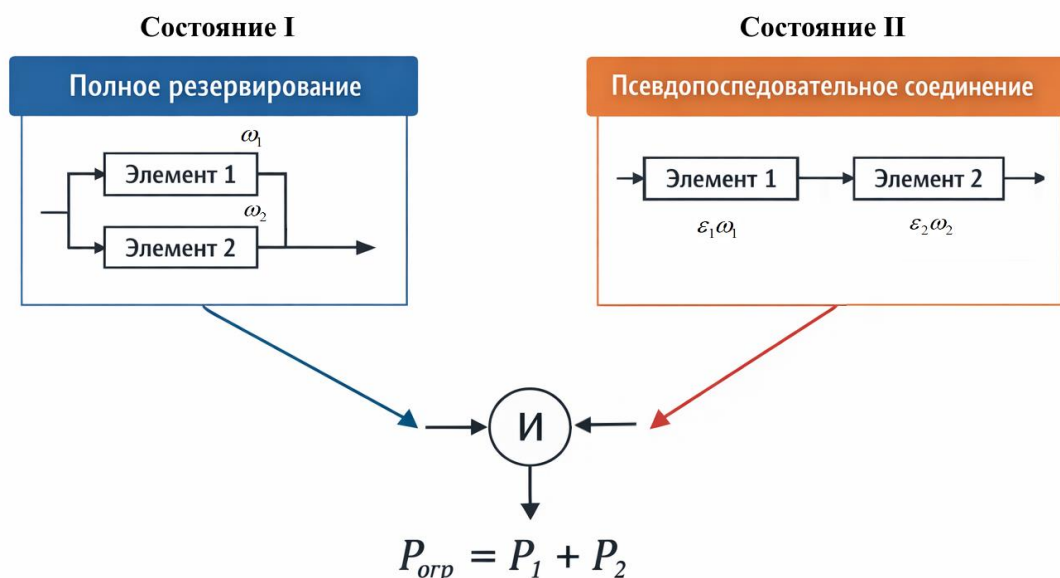 Состояние I
Состояние II
Полное резервирование
Псевдопоспедовательное соединение
ω₁
Элемент 1
ω₂
Элемент 2
Элемент 1
Элемент 2
ε₁ω₁
ε₂ω₂
И
Pогр = P₁ + P₂